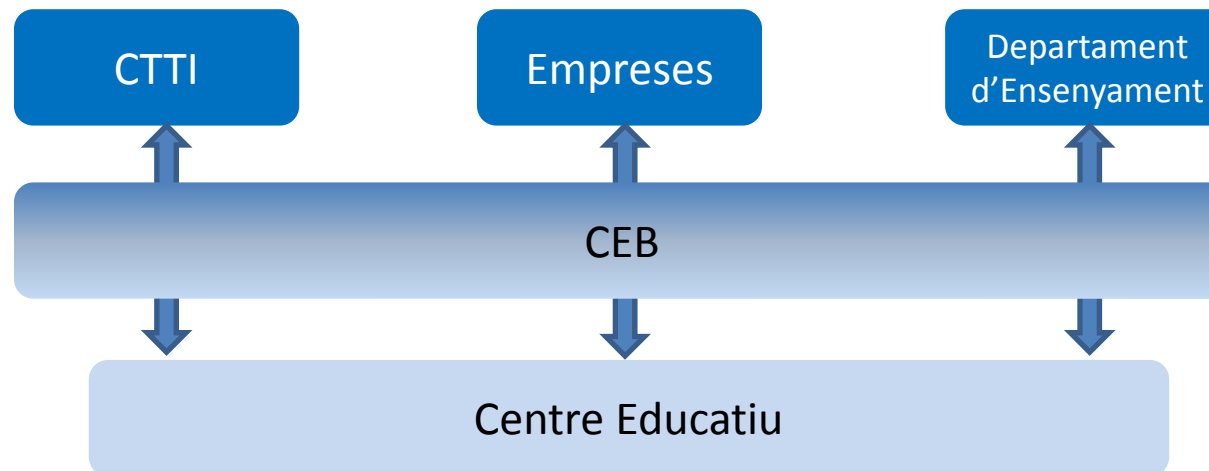 CTTI
Empreses
Departament
d’Ensenyament
CEB
Centre Educatiu